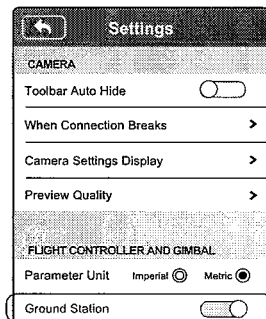 Settings
CAMERA
Toolbar Auto Hide
When Connection Breaks >
Camera Settings Display >
Preview Quality >
FLIGHT CONTROLLER AND GIMBAL
Parameter Unit Imperial Metric
Ground Station